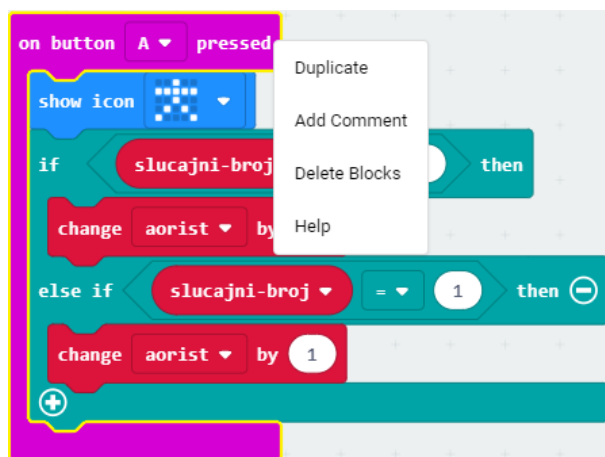 on button A pressed
Duplicate
show icon
Add Comment
if slucajni-broj then
Delete Blocks
change aorist by
Help
else if slucajni-broj = 1 then
change aorist by 1